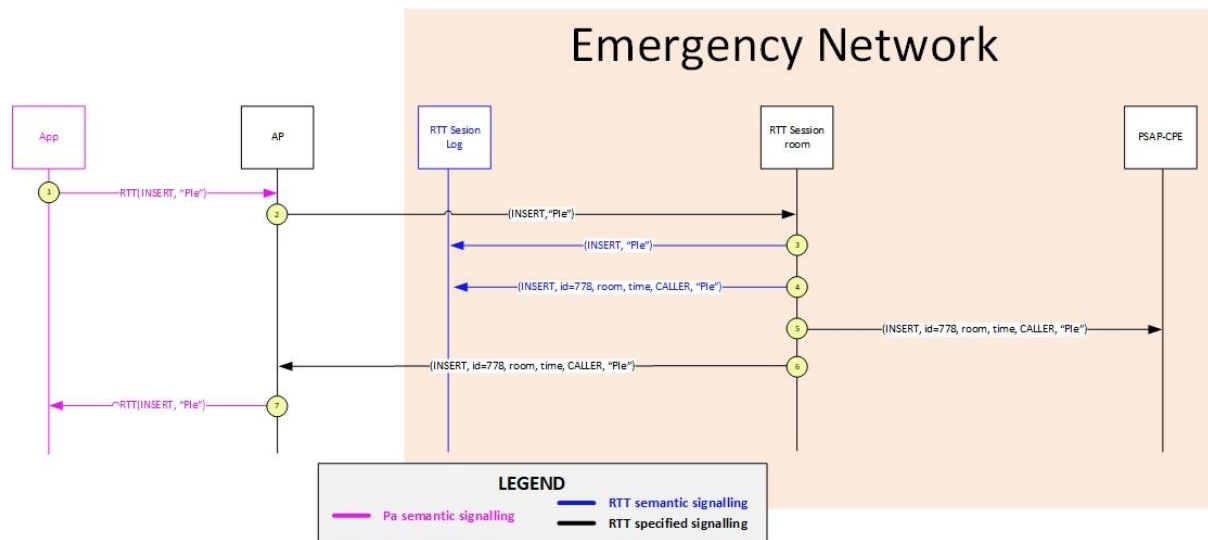 Emergency Network
App
AP
RTT Sesion
Log
RTT Session
room
PSAP-CPE
1
RTT(INSERT, “Ple”)
2
(INSERT,“Ple”)
(INSERT, “Ple”)
3
(INSERT, id=778, room, time, CALLER, “Ple”)
4
5
(INSERT, id=778, room, time, CALLER, “Ple”)
(INSERT, id=778, room, time, CALLER, “Ple”)
6
RTT(INSERT, “Ple”)
7
LEGEND
Pa semantic signalling
RTT semantic signalling
RTT specified signalling